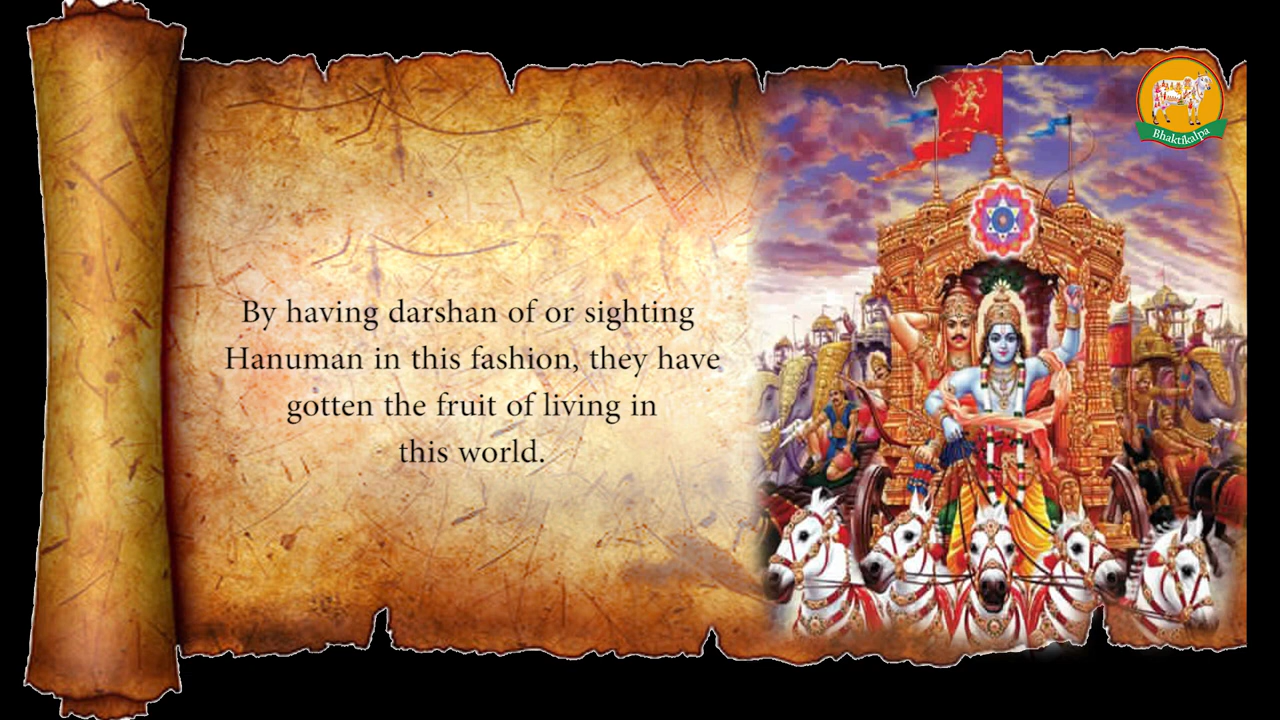 Bhaktikalpa
By having darshan of or sighting
Hanuman in this fashion, they have
gotten the fruit of living in
this world.